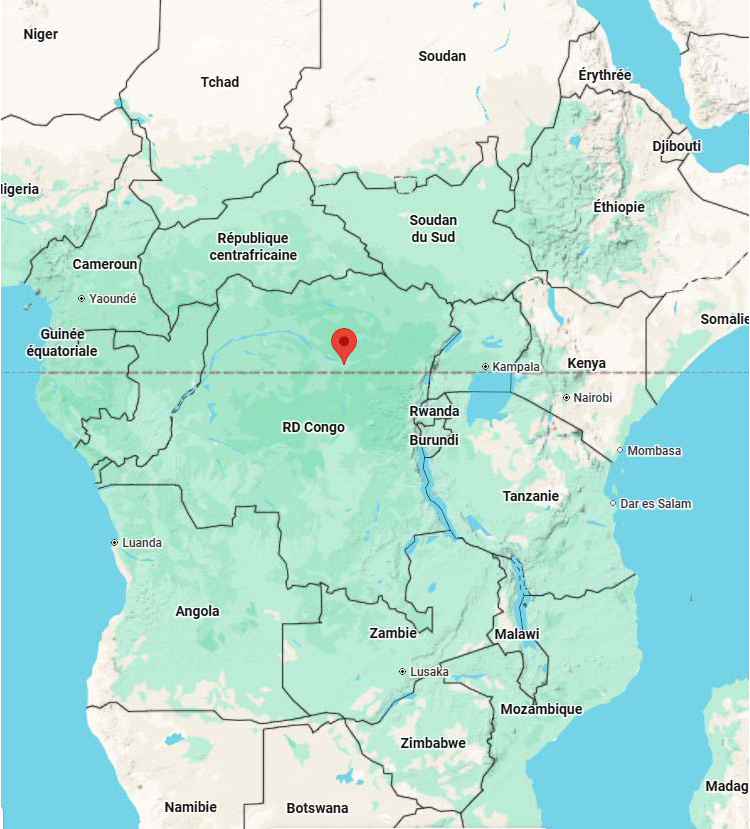 Niger
Soudan
Érythrée
Tchad
Djibouti
ligeria
Éthiopie
Soudan
du Sud
République
centrafricaine
Cameroun
Yaoundé
Somalie
Guinée
équatoriale
Kampala
Kenya
Nairobi
Rwanda
RD Congo
Burundi
Mombasa
Tanzanie
Dar es Salam
Luanda
Angola
Zambie
Malawi
Lusaka
Mozambique
Zimbabwe
Madag
Namibie
Botswana